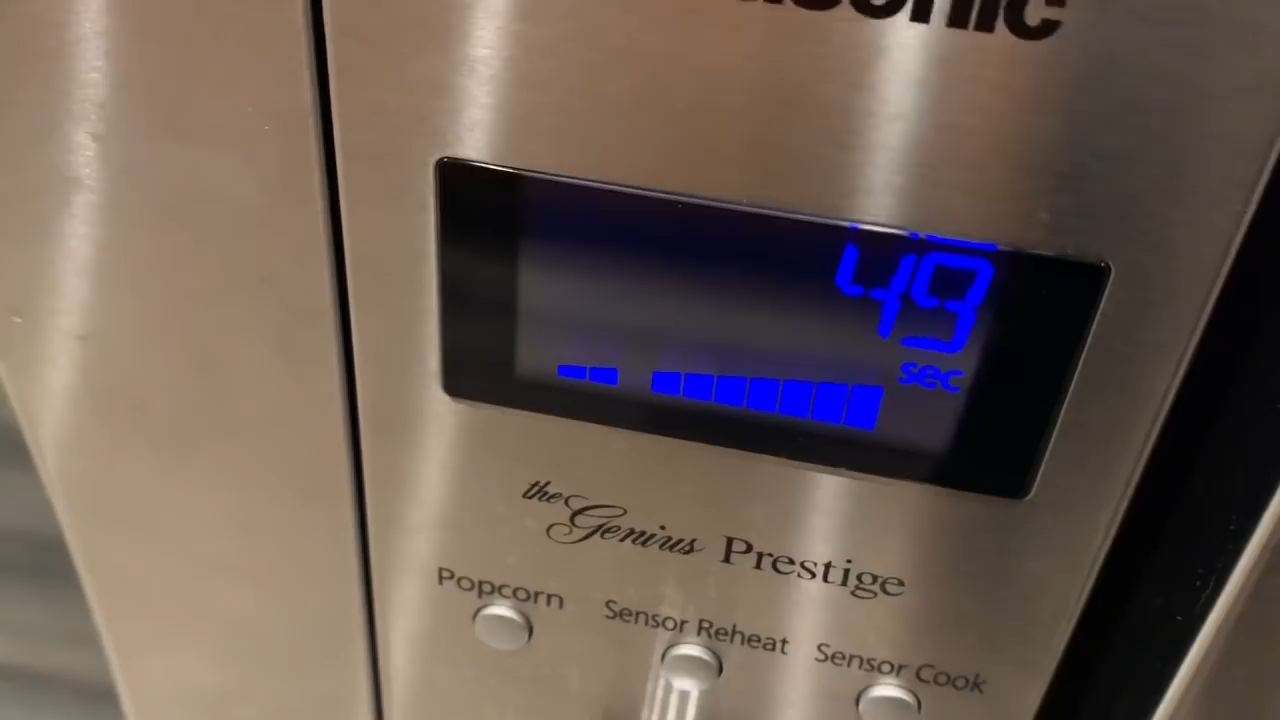 sonic
49
sec
the Genius Prestige
Popcorn
Sensor Reheat
Sensor Cook